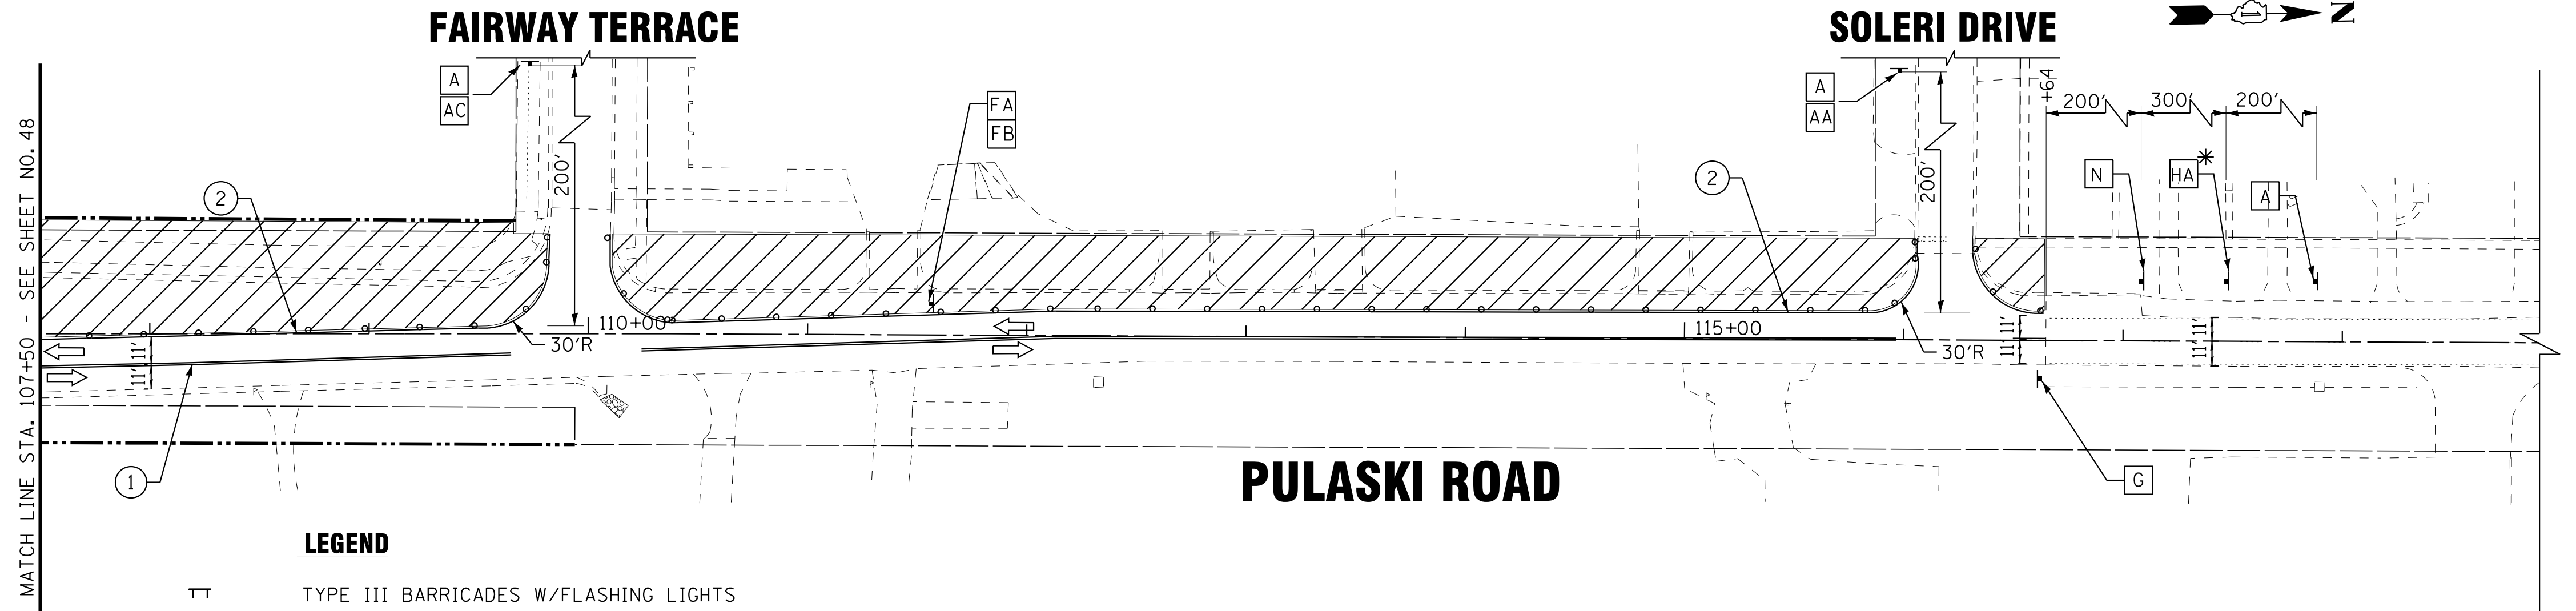 FAIRWAY TERRACE
SOLERI DRIVE
N
A
AC
200'
FA
FB
A
AA
200'
+64
200'
300'
200'
N
HA*
A
2
2
MATCH LINE STA. 107+50 - SEE SHEET NO. 48
110+00
115+00
30'R
30'R
11'
11'
11'
11'
11'
11'
1
G
PULASKI ROAD
LEGEND
TYPE III BARRICADES W/FLASHING LIGHTS